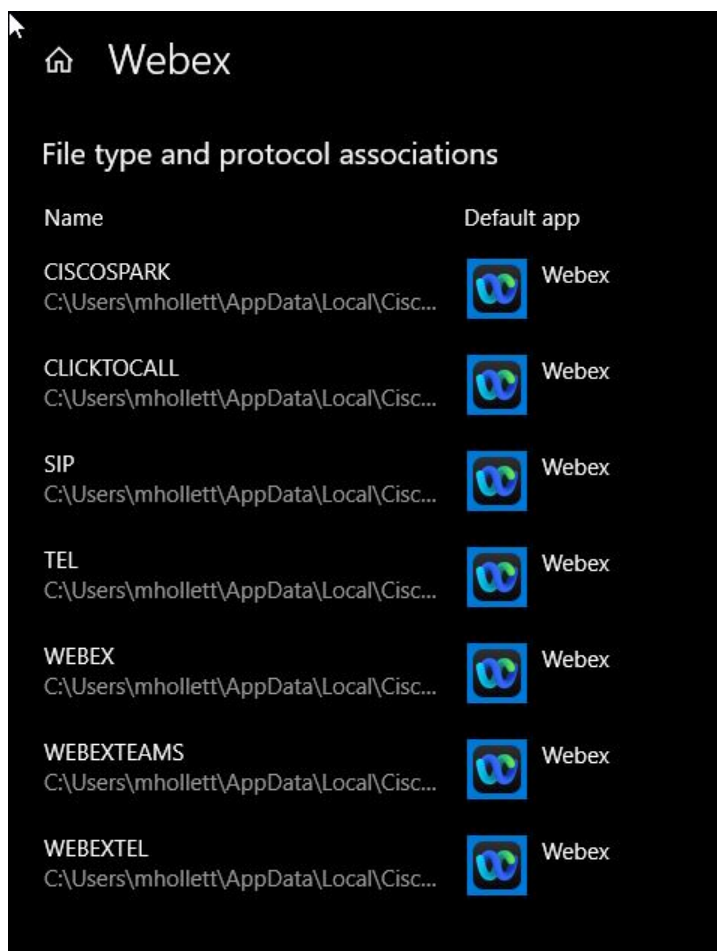 Webex
File type and protocol associations
Name Default app
CISCOSPARK Webex
C:\Users\mhollett\AppData\Local\Cisc...
CLICKTOCALL Webex
C:\Users\mhollett\AppData\Local\Cisc...
SIP Webex
C:\Users\mhollett\AppData\Local\Cisc...
TEL Webex
C:\Users\mhollett\AppData\Local\Cisc...
WEBEX Webex
C:\Users\mhollett\AppData\Local\Cisc...
WEBEXTEAMS Webex
C:\Users\mhollett\AppData\Local\Cisc...
WEBEXTEL Webex
C:\Users\mhollett\AppData\Local\Cisc...